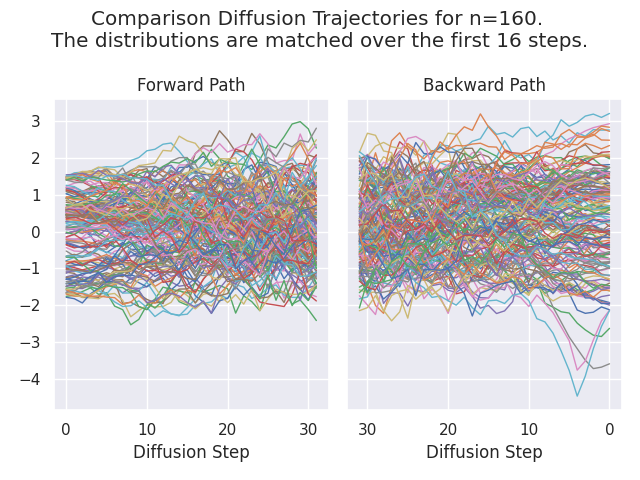 Comparison Diffusion Trajectories for n=160.
The distributions are matched over the first 16 steps.
Forward Path
Backward Path
3
2
1
0
−1
−2
−3
−4
0 10 20 30
30 20 10 0
Diffusion Step
Diffusion Step